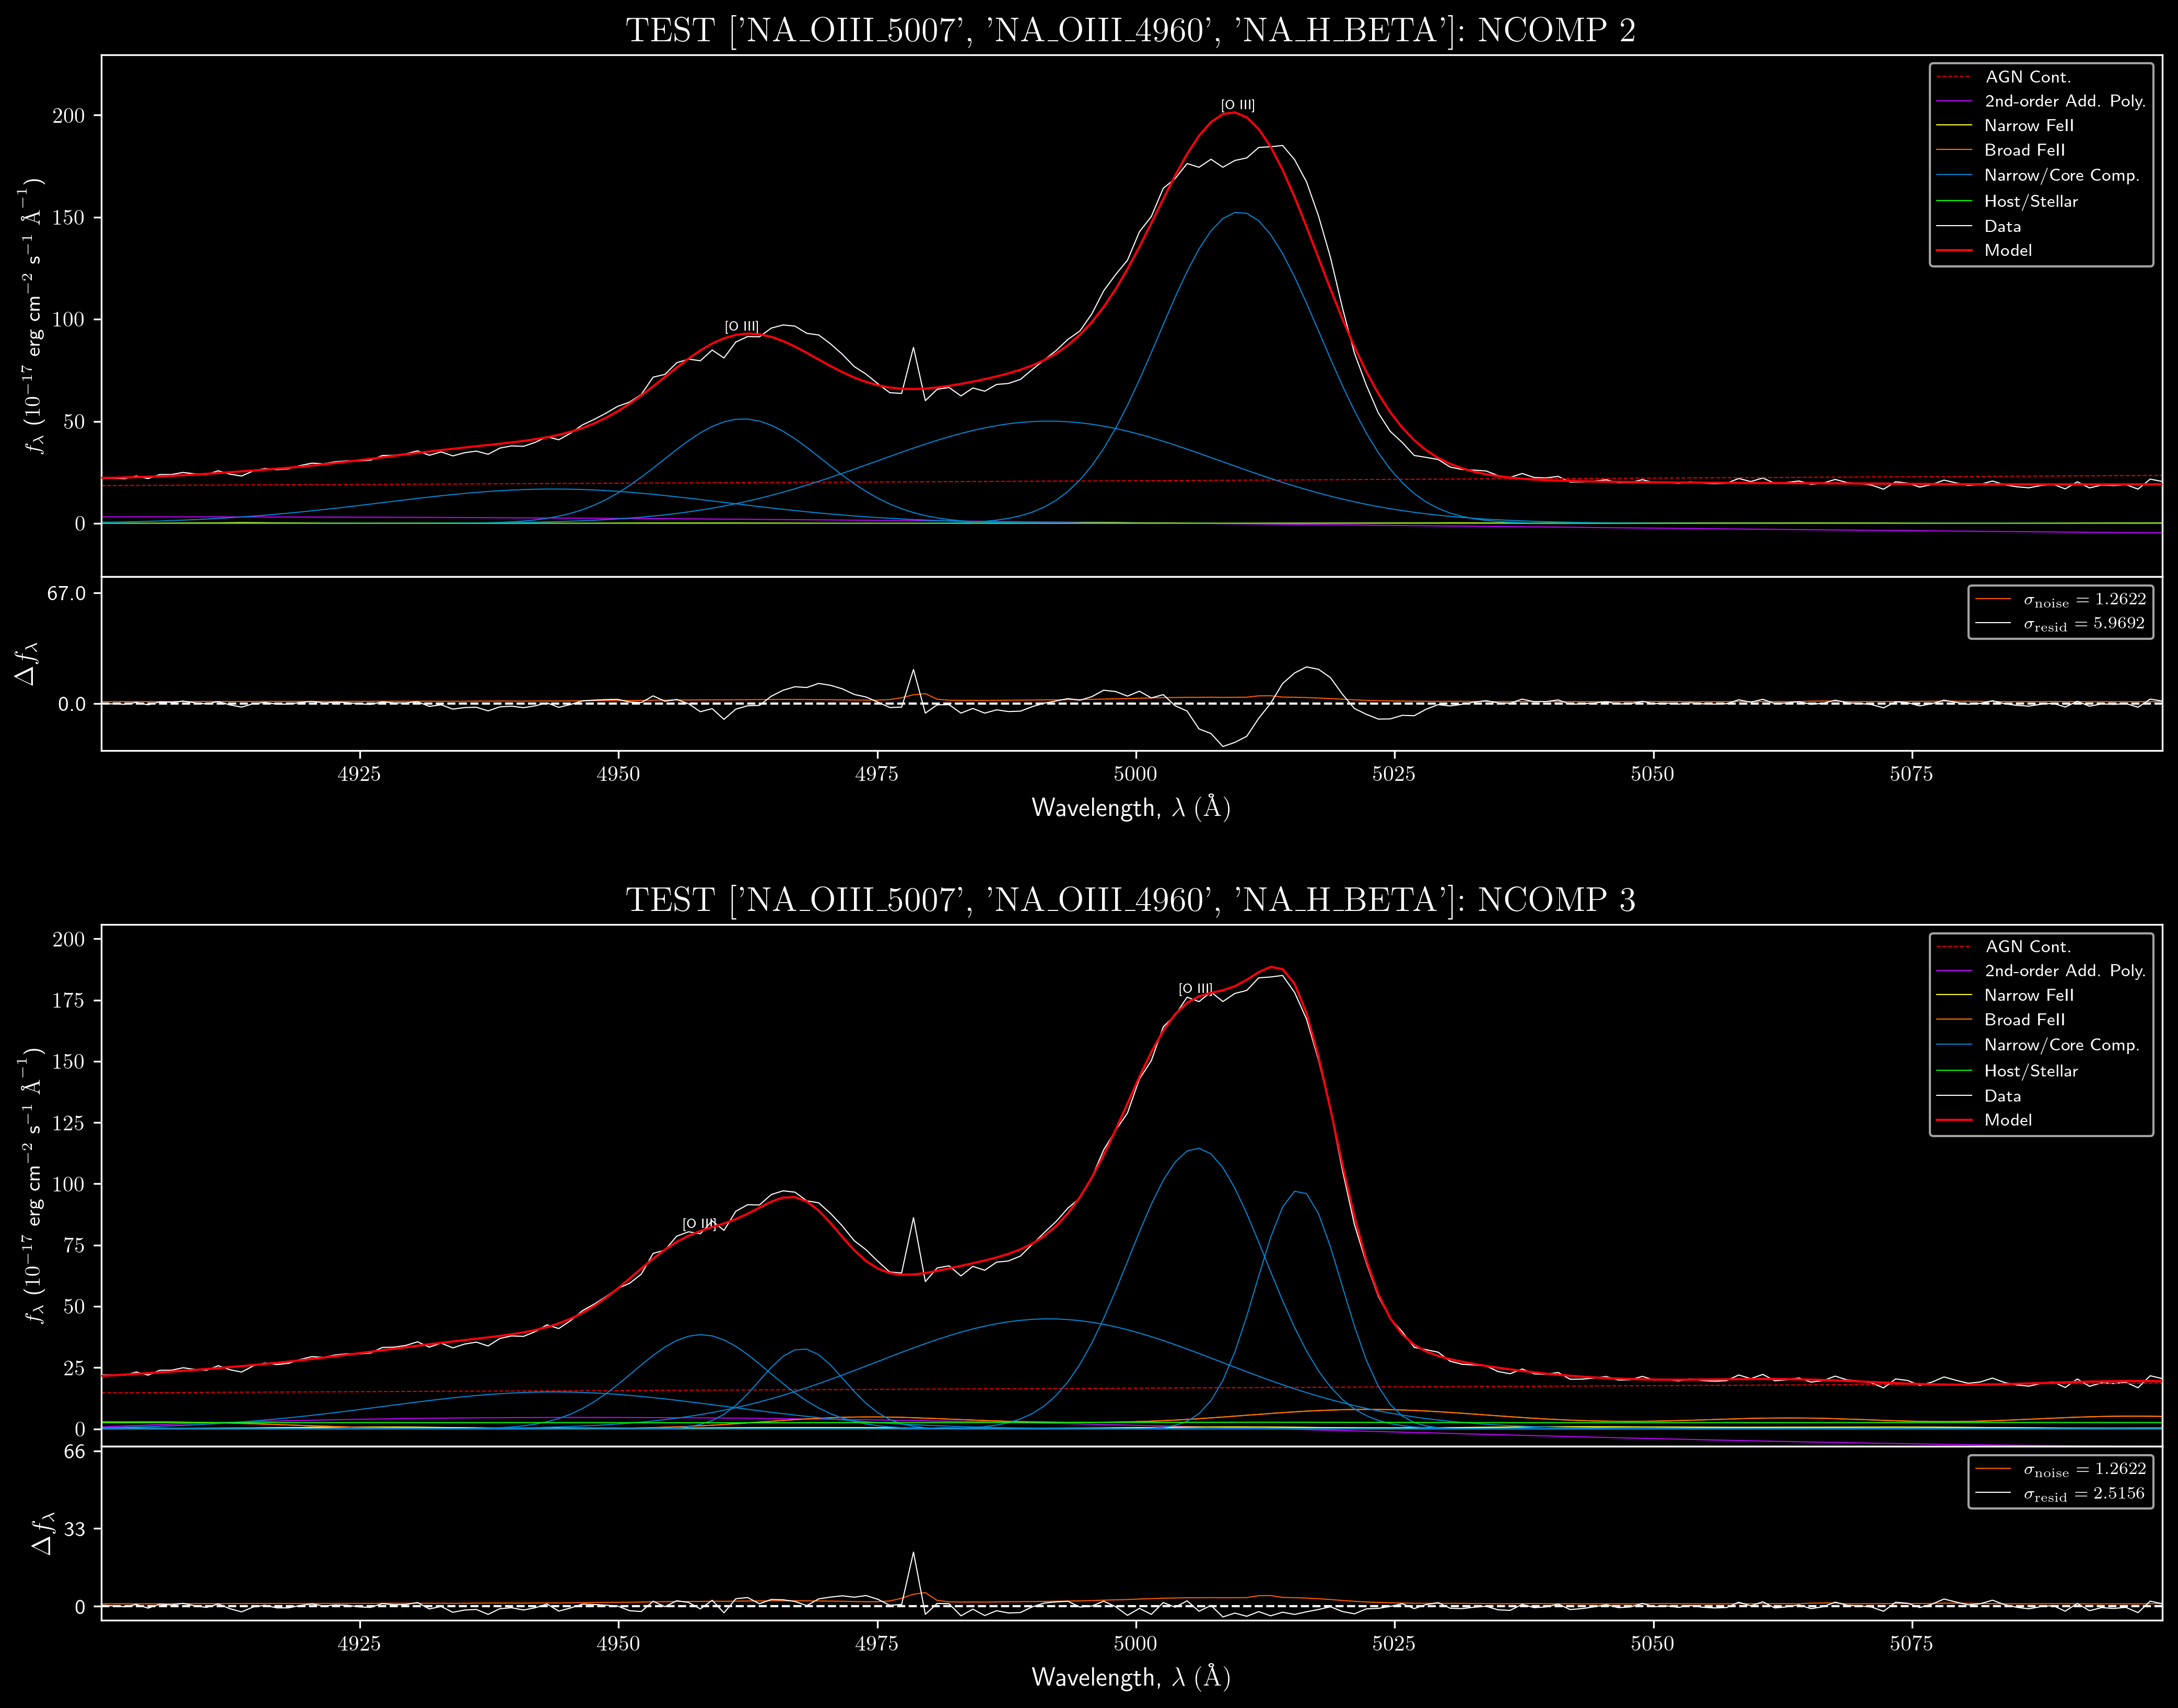 TEST ['NA_OIII_5007', 'NA_OIII_4960', 'NA_H_BETA']: NCOMP 2
200
150
100
50
0
f_λ (10⁻¹⁷ erg cm⁻² s⁻¹ Å⁻¹)
[O III]
[O III]
AGN Cont.
2nd-order Add. Poly.
Narrow FeII
Broad FeII
Narrow/Core Comp.
Host/Stellar
Data
Model
67.0
0.0
Δf_λ
σ_noise = 1.2622
σ_resid = 5.9692
4925 4950 4975 5000 5025 5050 5075
Wavelength, λ (Å)
TEST ['NA_OIII_5007', 'NA_OIII_4960', 'NA_H_BETA']: NCOMP 3
200
175
150
125
100
75
50
25
0
f_λ (10⁻¹⁷ erg cm⁻² s⁻¹ Å⁻¹)
[O III]
[O III]
AGN Cont.
2nd-order Add. Poly.
Narrow FeII
Broad FeII
Narrow/Core Comp.
Host/Stellar
Data
Model
66
33
0
Δf_λ
σ_noise = 1.2622
σ_resid = 2.5156
4925 4950 4975 5000 5025 5050 5075
Wavelength, λ (Å)